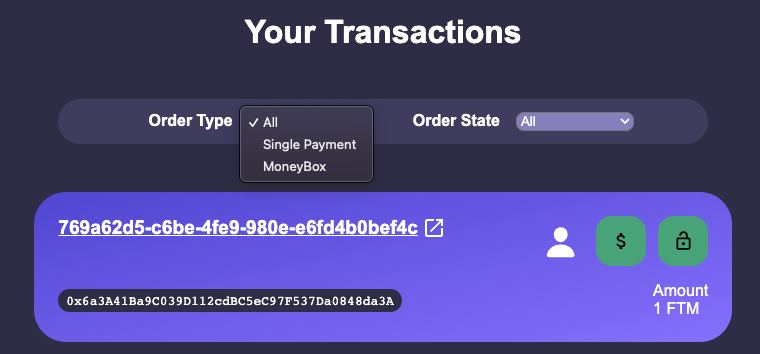 Your Transactions
Order Type
All
Single Payment
MoneyBox
Order State
All
769a62d5-c6be-4fe9-980e-e6fd4b0bef4c
$
0x6a3A41Ba9C039D112cdBC5eC97F537Da0848da3A
Amount
1 FTM